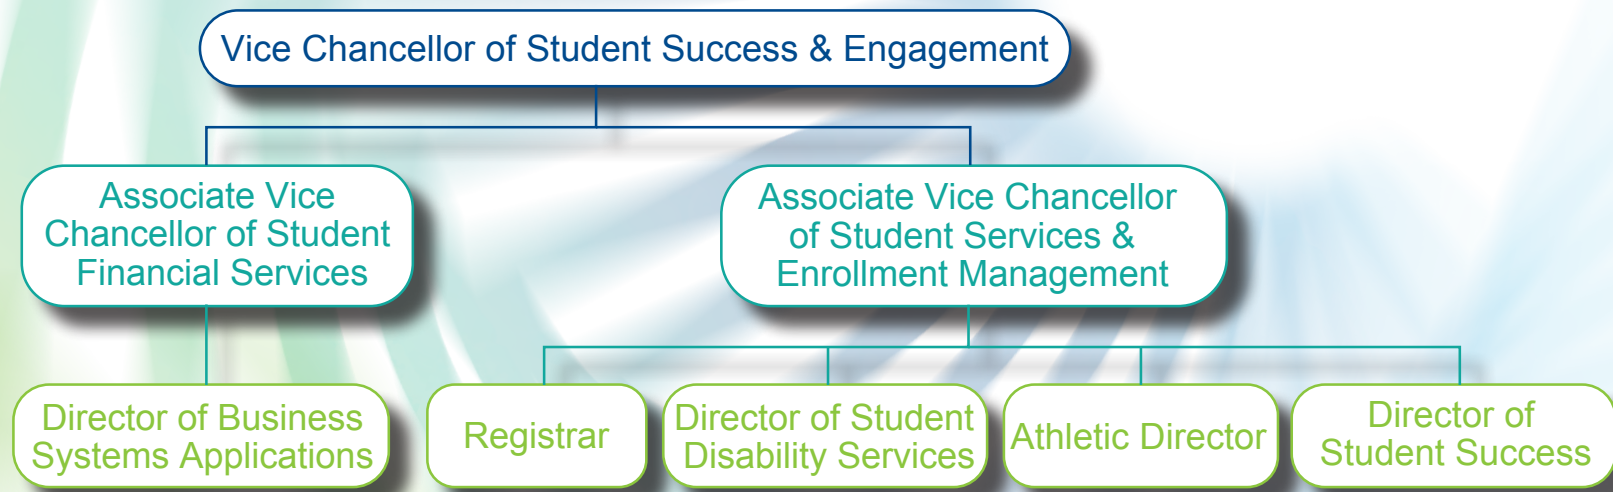 Vice Chancellor of Student Success & Engagement
Associate Vice
Chancellor of Student
Financial Services
Associate Vice Chancellor
of Student Services &
Enrollment Management
Director of Business
Systems Applications
Registrar
Director of Student
Disability Services
Athletic Director
Director of
Student Success